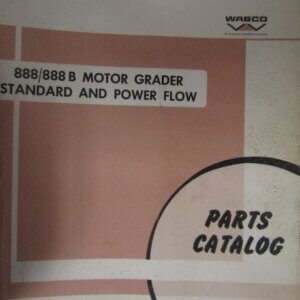 WABCO
888/888 B MOTOR GRADER
STANDARD AND POWER FLOW
PARTS
CATALOG